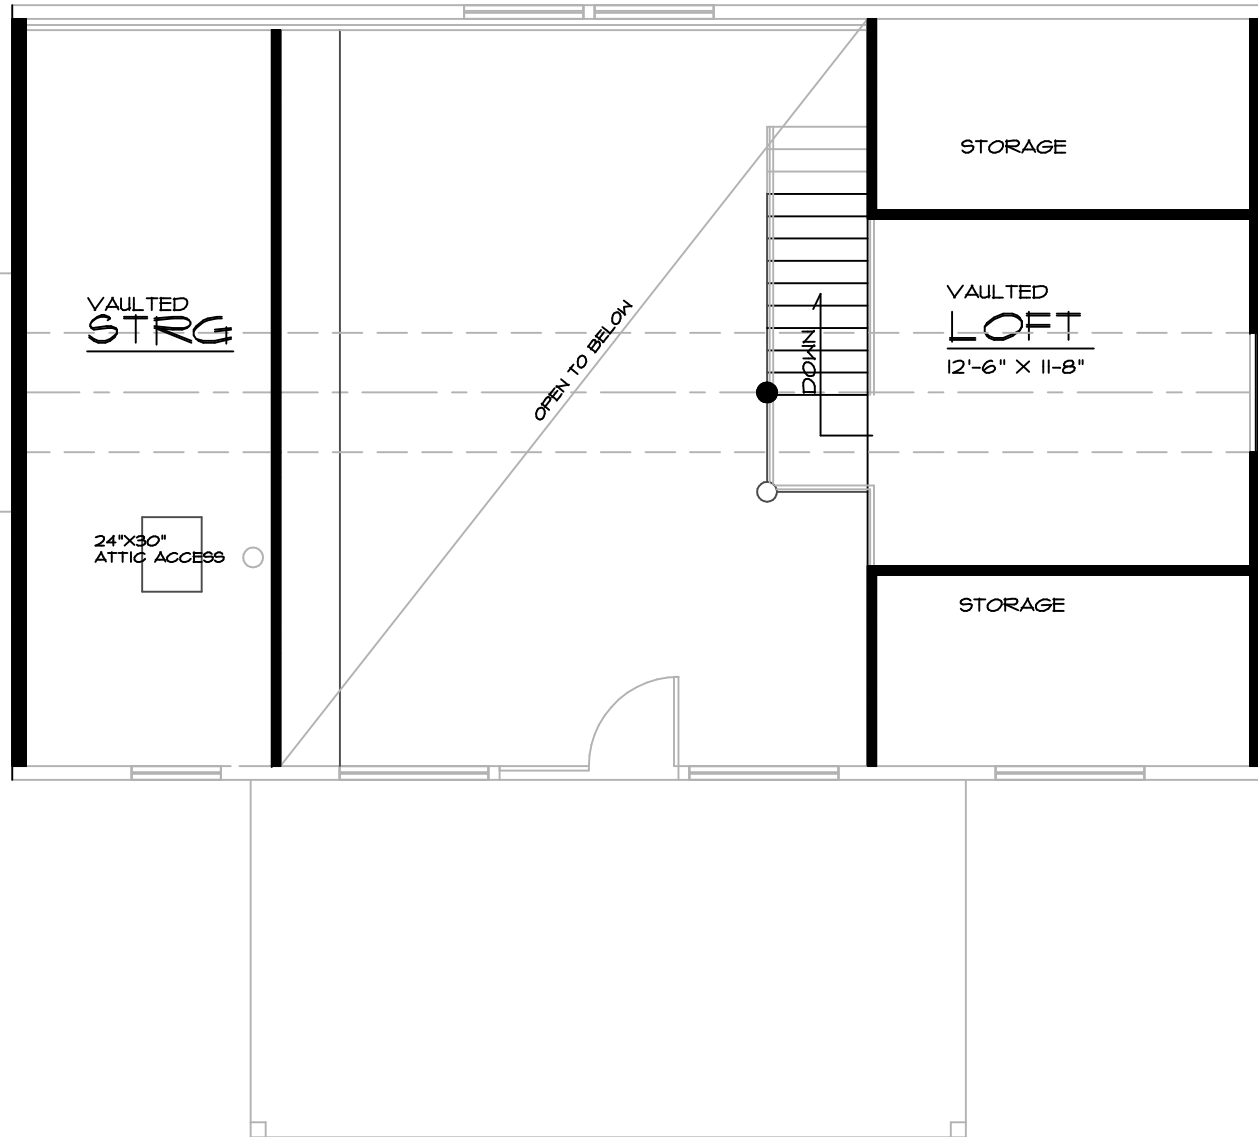 STORAGE
VAULTED
STRG
OPEN TO BELOW
DOWN
VAULTED
LOFT
12'-6" X 11-8"
24"X30"
ATTIC ACCESS
STORAGE